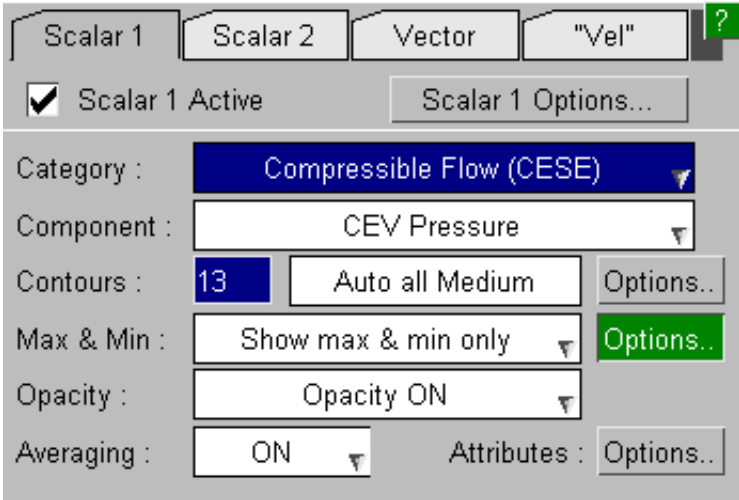 Scalar 1 Scalar 2 Vector "Vel" ?
Scalar 1 Active Scalar 1 Options...
Category : Compressible Flow (CESE)
Component : CEV Pressure
Contours : 13 Auto all Medium Options..
Max & Min : Show max & min only Options..
Opacity : Opacity ON
Averaging : ON Attributes : Options..